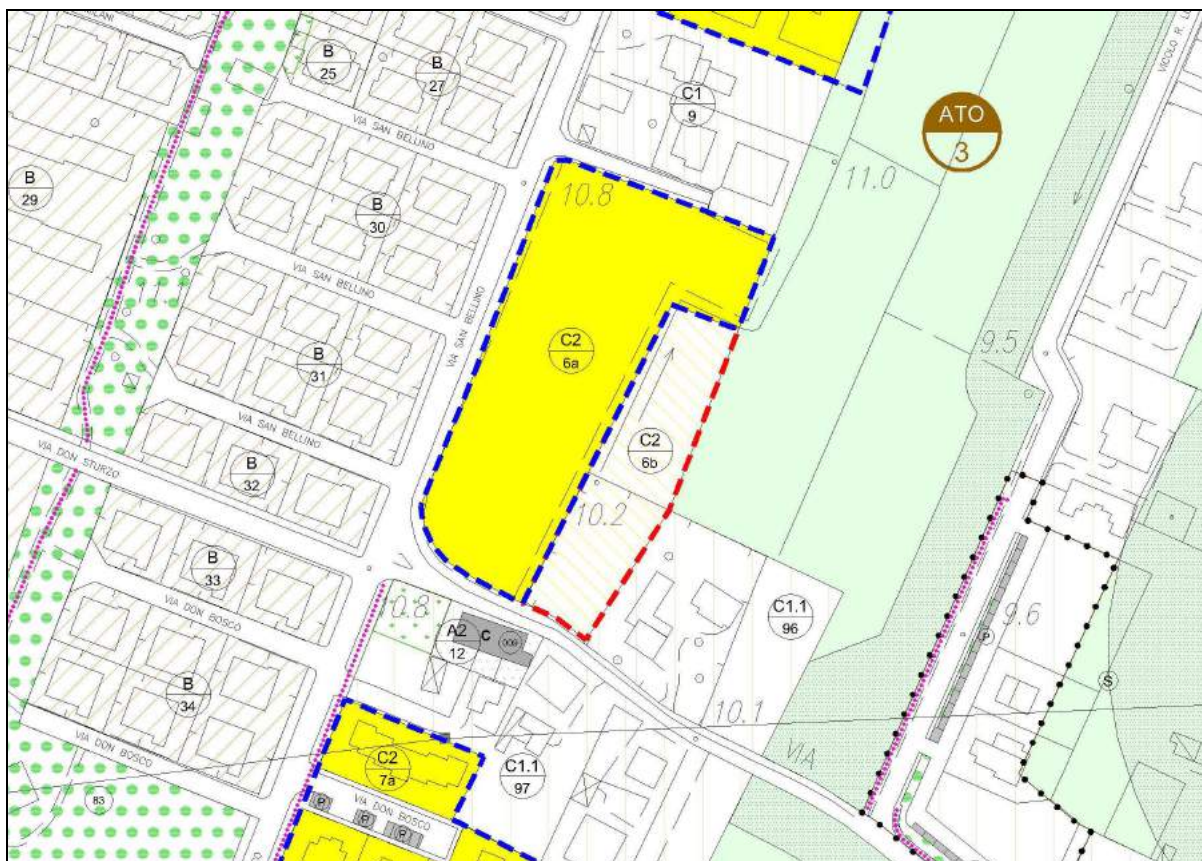 B
25
B
27
C1
9
VICOLO R. L
ATO
3
VIA SAN BELLINO
B
29
B
30
10.8
11.0
VIA SAN BELLINO
VIA SAN BELLINO
B
31
C2
6a
9.5
VIA SAN BELLINO
C2
6b
VIA DON STURZO
B
32
10.2
B
33
VIA DON BOSCO
10.8
A2
12
C
009
C1.1
96
9.6
P
S
B
34
10.1
VIA
VIA DON BOSCO
C2
7a
C1.1
97
83
VIA DON BOSCO
P
P
P